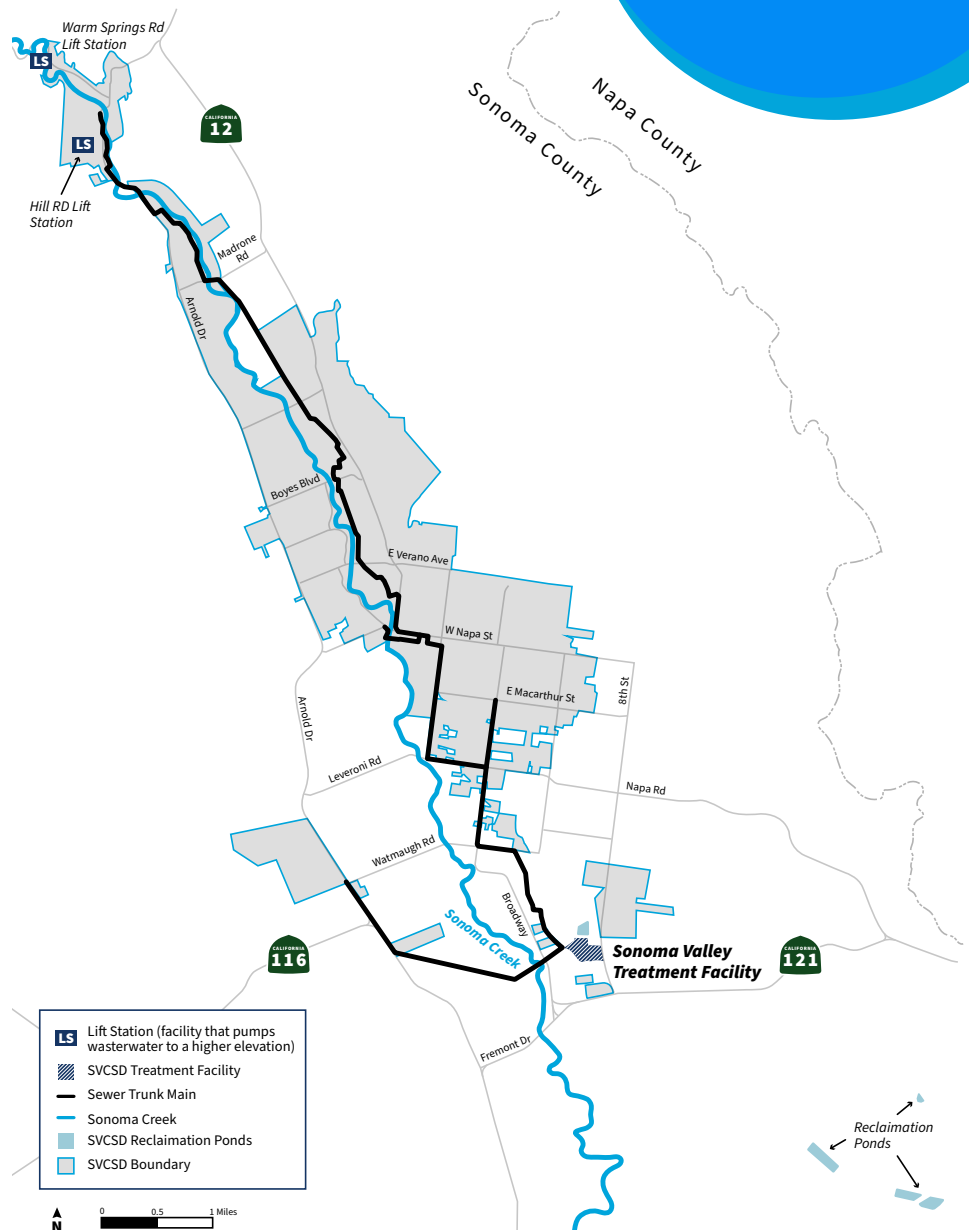 Warm Springs Rd
Lift Station
LS
CALIFORNIA
12
Sonoma County
Napa County
LS
Hill RD Lift
Station
Madrone
Rd
Arnold Dr
Boyes Blvd
E Verano Ave
W Napa St
E Macarthur St
8th St
Arnold Dr
Leveroni Rd
Napa Rd
Watmaugh Rd
Broadway
Sonoma Creek
Sonoma Valley
Treatment Facility
CALIFORNIA
116
CALIFORNIA
121
Fremont Dr
LS
Lift Station (facility that pumps
wasterwater to a higher elevation)
SVCSD Treatment Facility
Sewer Trunk Main
Sonoma Creek
SVCSD Reclamation Ponds
SVCSD Boundary
Reclamation
Ponds
N
0 0.5 1 Miles